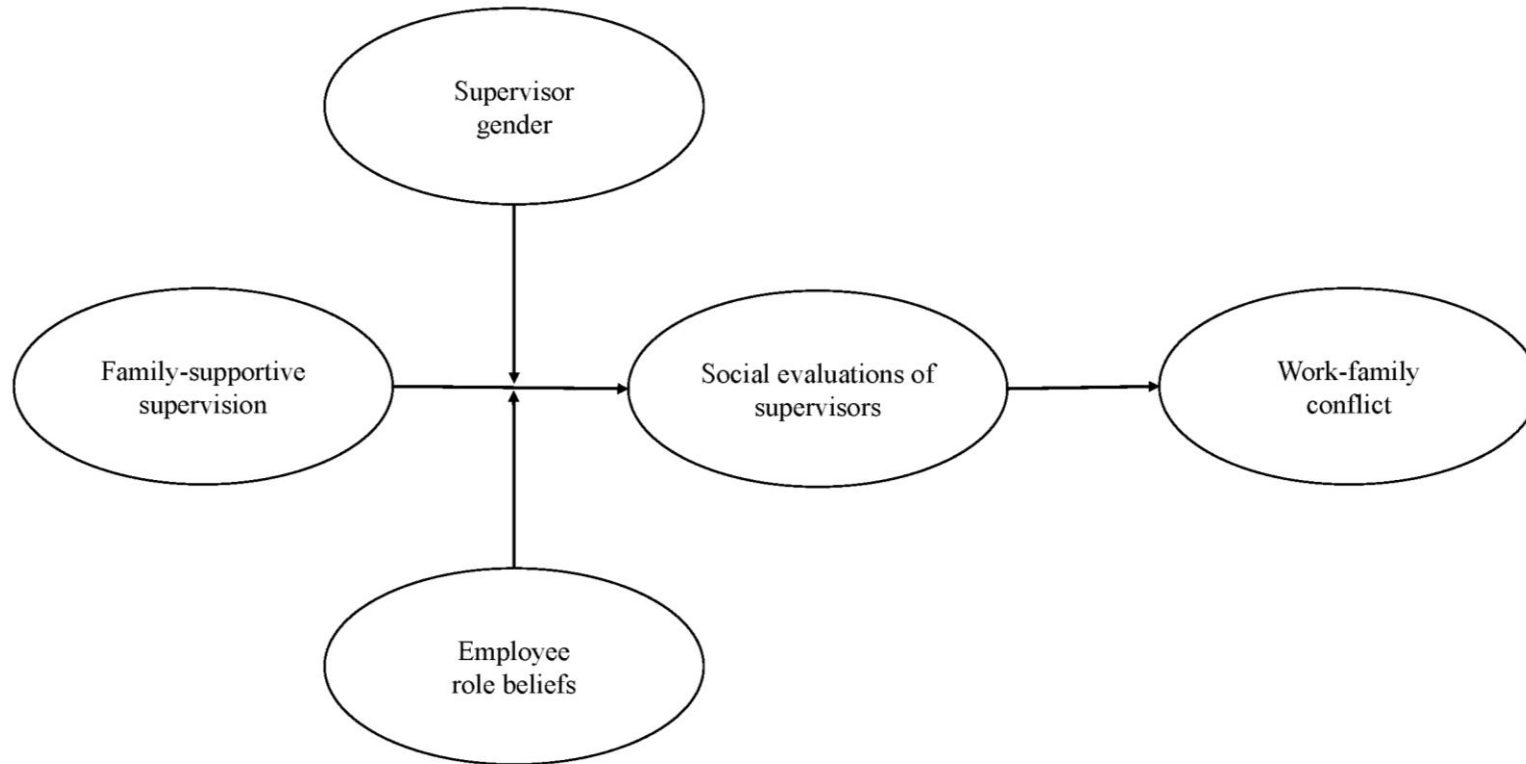 Supervisor
gender
Family-supportive
supervision
Social evaluations of
supervisors
Work-family
conflict
Employee
role beliefs